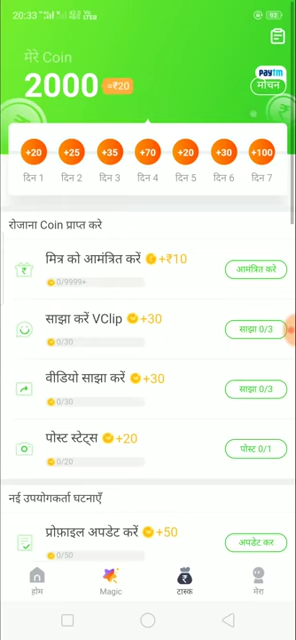 20:33
92
मेरे Coin
2000 =₹20
Paytm
मोचन
+20 +25 +35 +70 +20 +30 +100
दिन 1 दिन 2 दिन 3 दिन 4 दिन 5 दिन 6 दिन 7
रोजाना Coin प्राप्त करे
मित्र को आमंत्रित करें +₹10
आमंत्रित करे
0/9999+
साझा करें VClip +30
साझा 0/3
0/30
वीडियो साझा करें +30
साझा 0/3
0/30
पोस्ट स्टेट्स +20
पोस्ट 0/1
0/20
नई उपयोगकर्ता घटनाएँ
प्रोफ़ाइल अपडेट करें +50
अपडेट कर
0/50
होम Magic टास्क मेरा